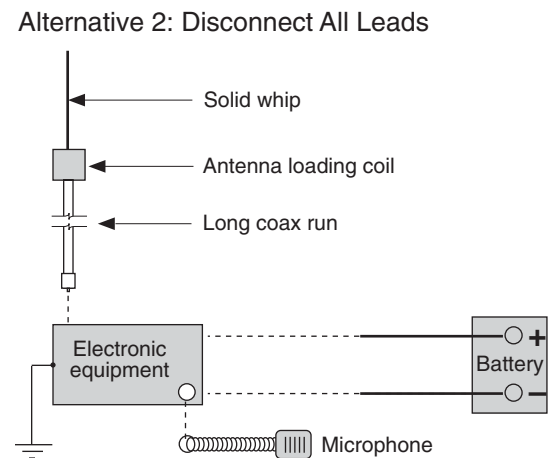 Alternative 2: Disconnect All Leads
Solid whip
Antenna loading coil
Long coax run
Electronic
equipment
+
Battery
–
Microphone